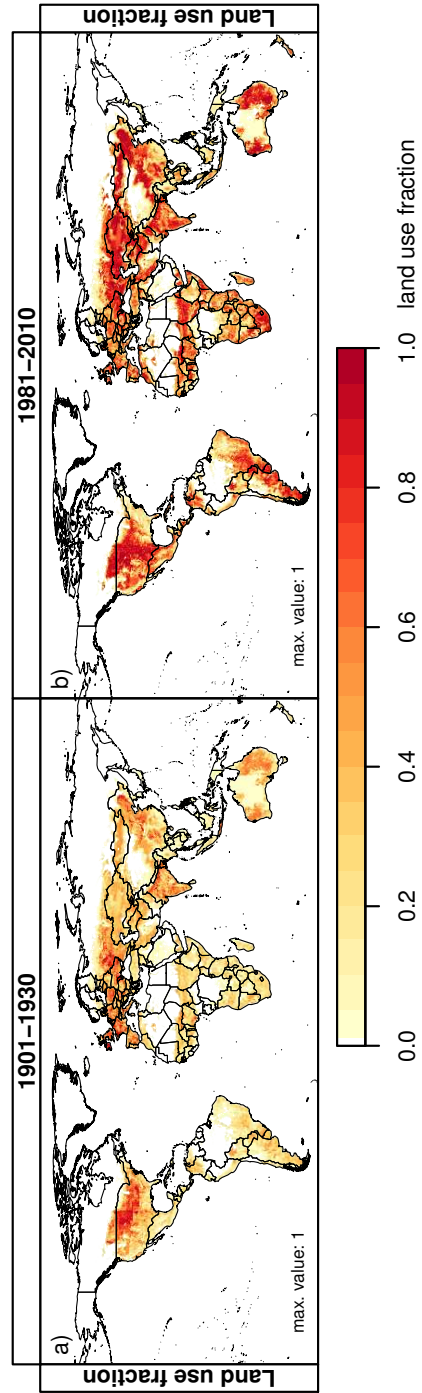 1901–1930
1981–2010
Land use fraction
a)
max. value: 1
b)
max. value: 1
Land use fraction
0.0
0.2
0.4
0.6
0.8
1.0
land use fraction